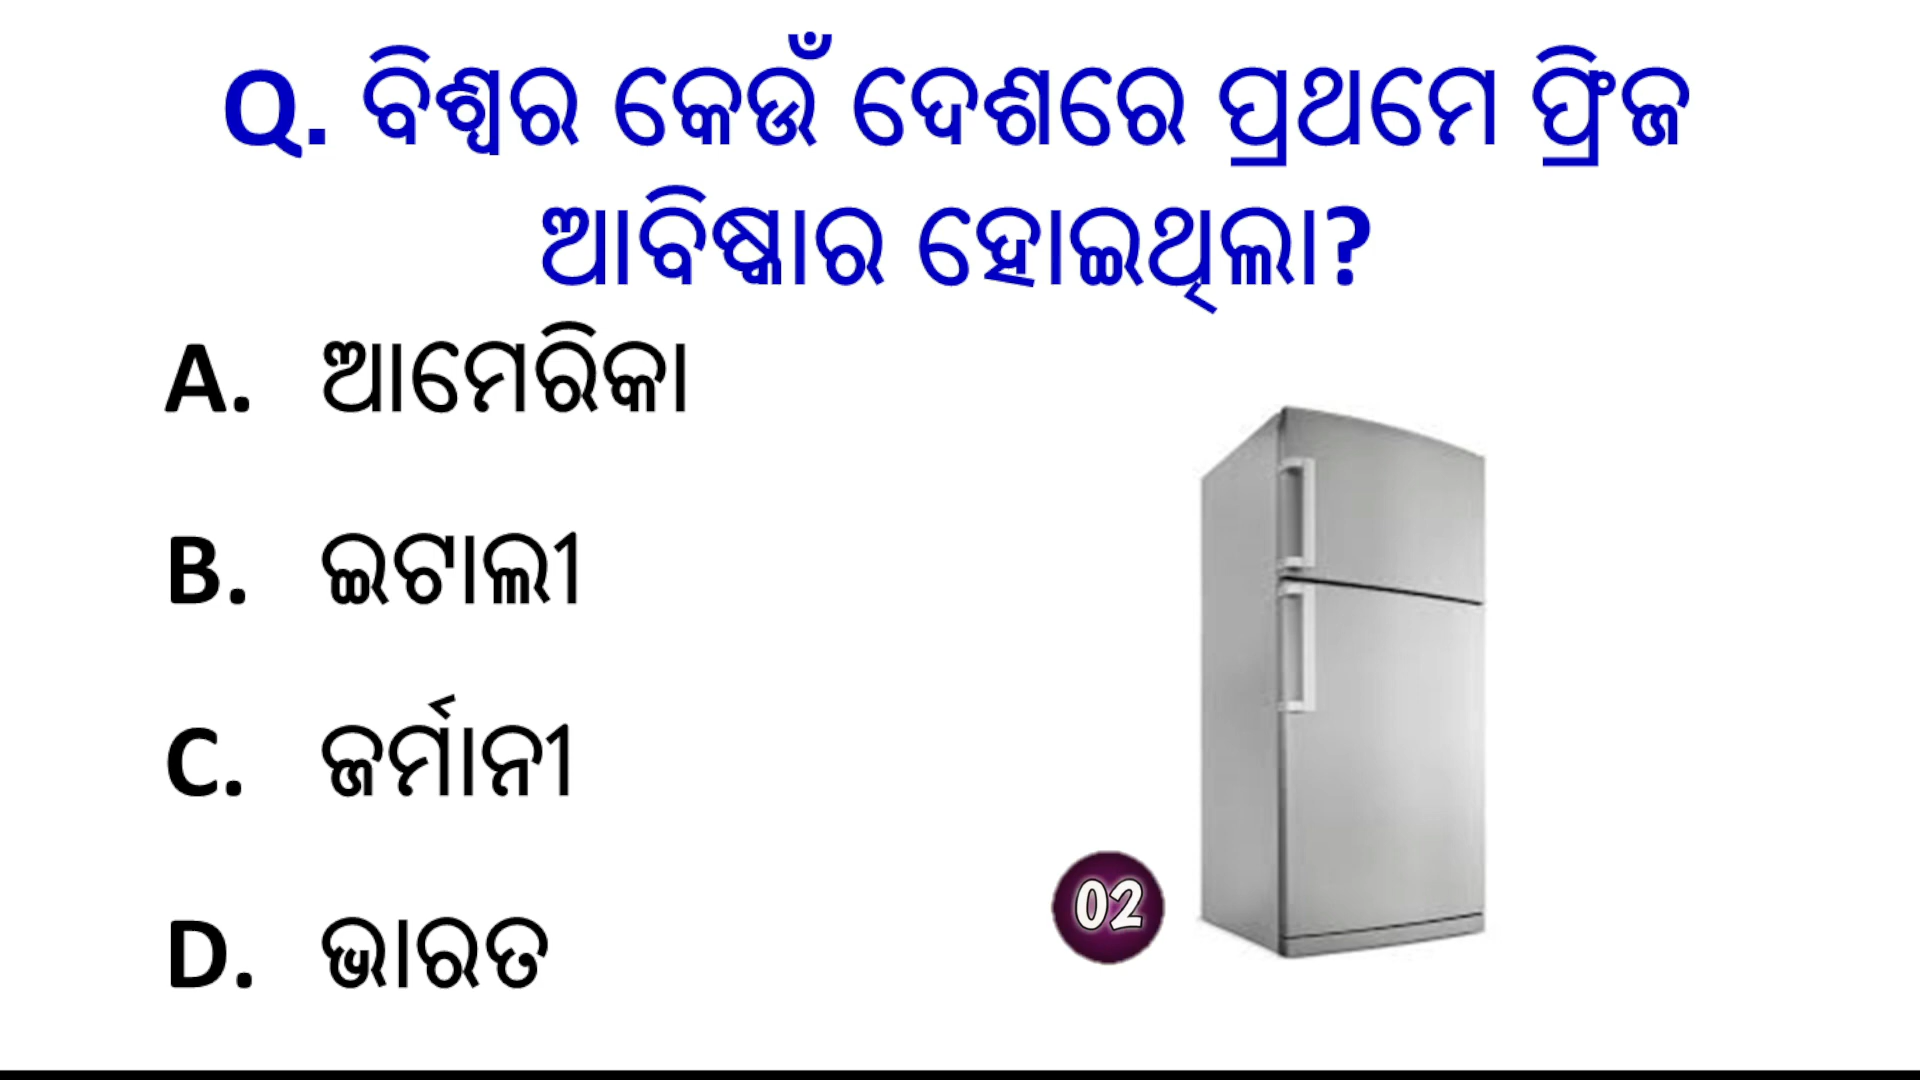 Q. ବିଶ୍ୱର କେଉଁ ଦେଶରେ ପ୍ରଥମେ ଫ୍ରିଜ
ଆବିଷ୍କାର ହୋଇଥିଲା?
A. ଆମେରିକା
B. ଇଟାଲୀ
C. ଜର୍ମାନୀ
02
D. ଭାରତ